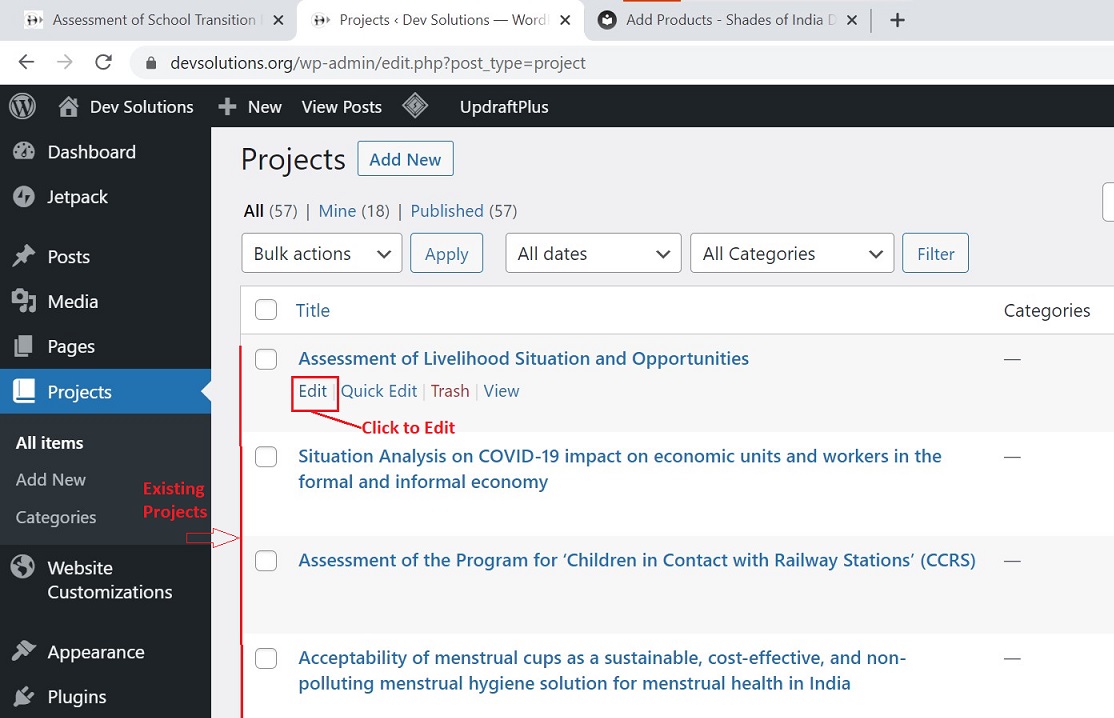 Assessment of School Transition
Projects ‹ Dev Solutions — Word
Add Products - Shades of India D
devsolutions.org/wp-admin/edit.php?post_type=project
Dev Solutions
New
View Posts
UpdraftPlus
Dashboard
Jetpack
Posts
Media
Pages
Projects
All items
Add New
Categories
Website
Customizations
Appearance
Plugins
Existing
Projects
Projects
Add New
All (57) | Mine (18) | Published (57)
Bulk actions
Apply
All dates
All Categories
Filter
Title
Categories
Assessment of Livelihood Situation and Opportunities
—
Edit | Quick Edit | Trash | View
Click to Edit
Situation Analysis on COVID-19 impact on economic units and workers in the
formal and informal economy
—
Assessment of the Program for ‘Children in Contact with Railway Stations’ (CCRS)
—
Acceptability of menstrual cups as a sustainable, cost-effective, and non-
polluting menstrual hygiene solution for menstrual health in India
—